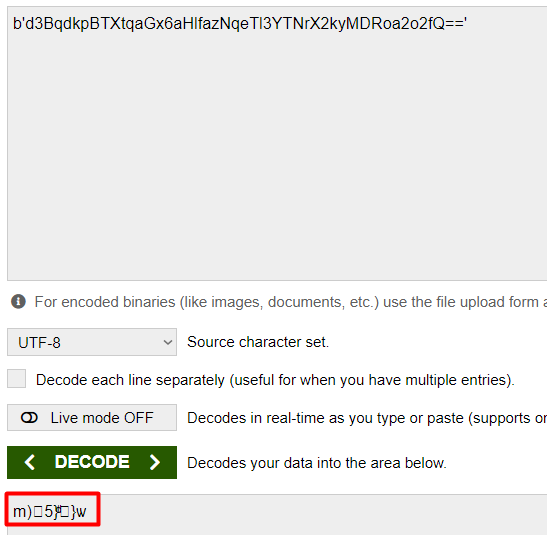 b'd3BqdkpBTXtqaGx6aHlfazNqeTl3YTNrX2kyMDRoa2o2fQ=='
For encoded binaries (like images, documents, etc.) use the file upload form a
UTF-8 Source character set.
Decode each line separately (useful for when you have multiple entries).
Live mode OFF Decodes in real-time as you type or paste (supports on
< DECODE > Decodes your data into the area below.